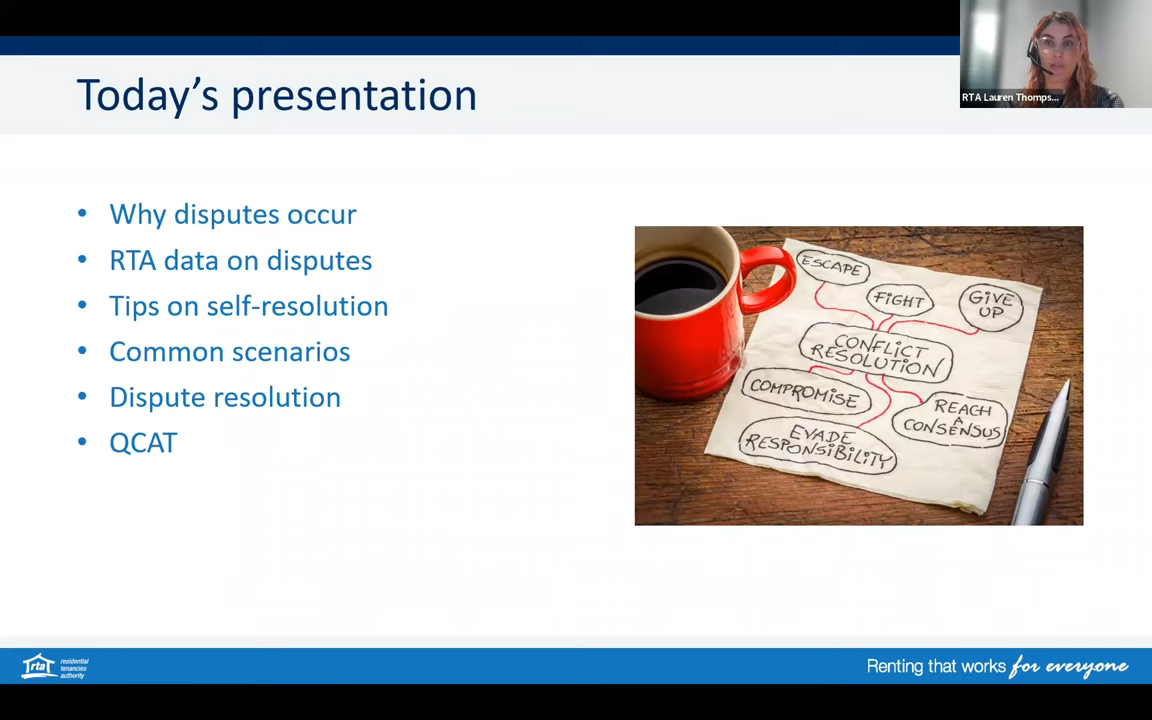 Today's presentation
RTA Lauren Thomps...
• Why disputes occur
• RTA data on disputes
• Tips on self-resolution
• Common scenarios
• Dispute resolution
• QCAT
ESCAPE
FIGHT
GIVE
UP
CONFLICT
RESOLUTION
COMPROMISE
REACH
A
CONSENSUS
EVADE
RESPONSIBILITY
rta
residential
tenancies
authority
Renting that works for everyone